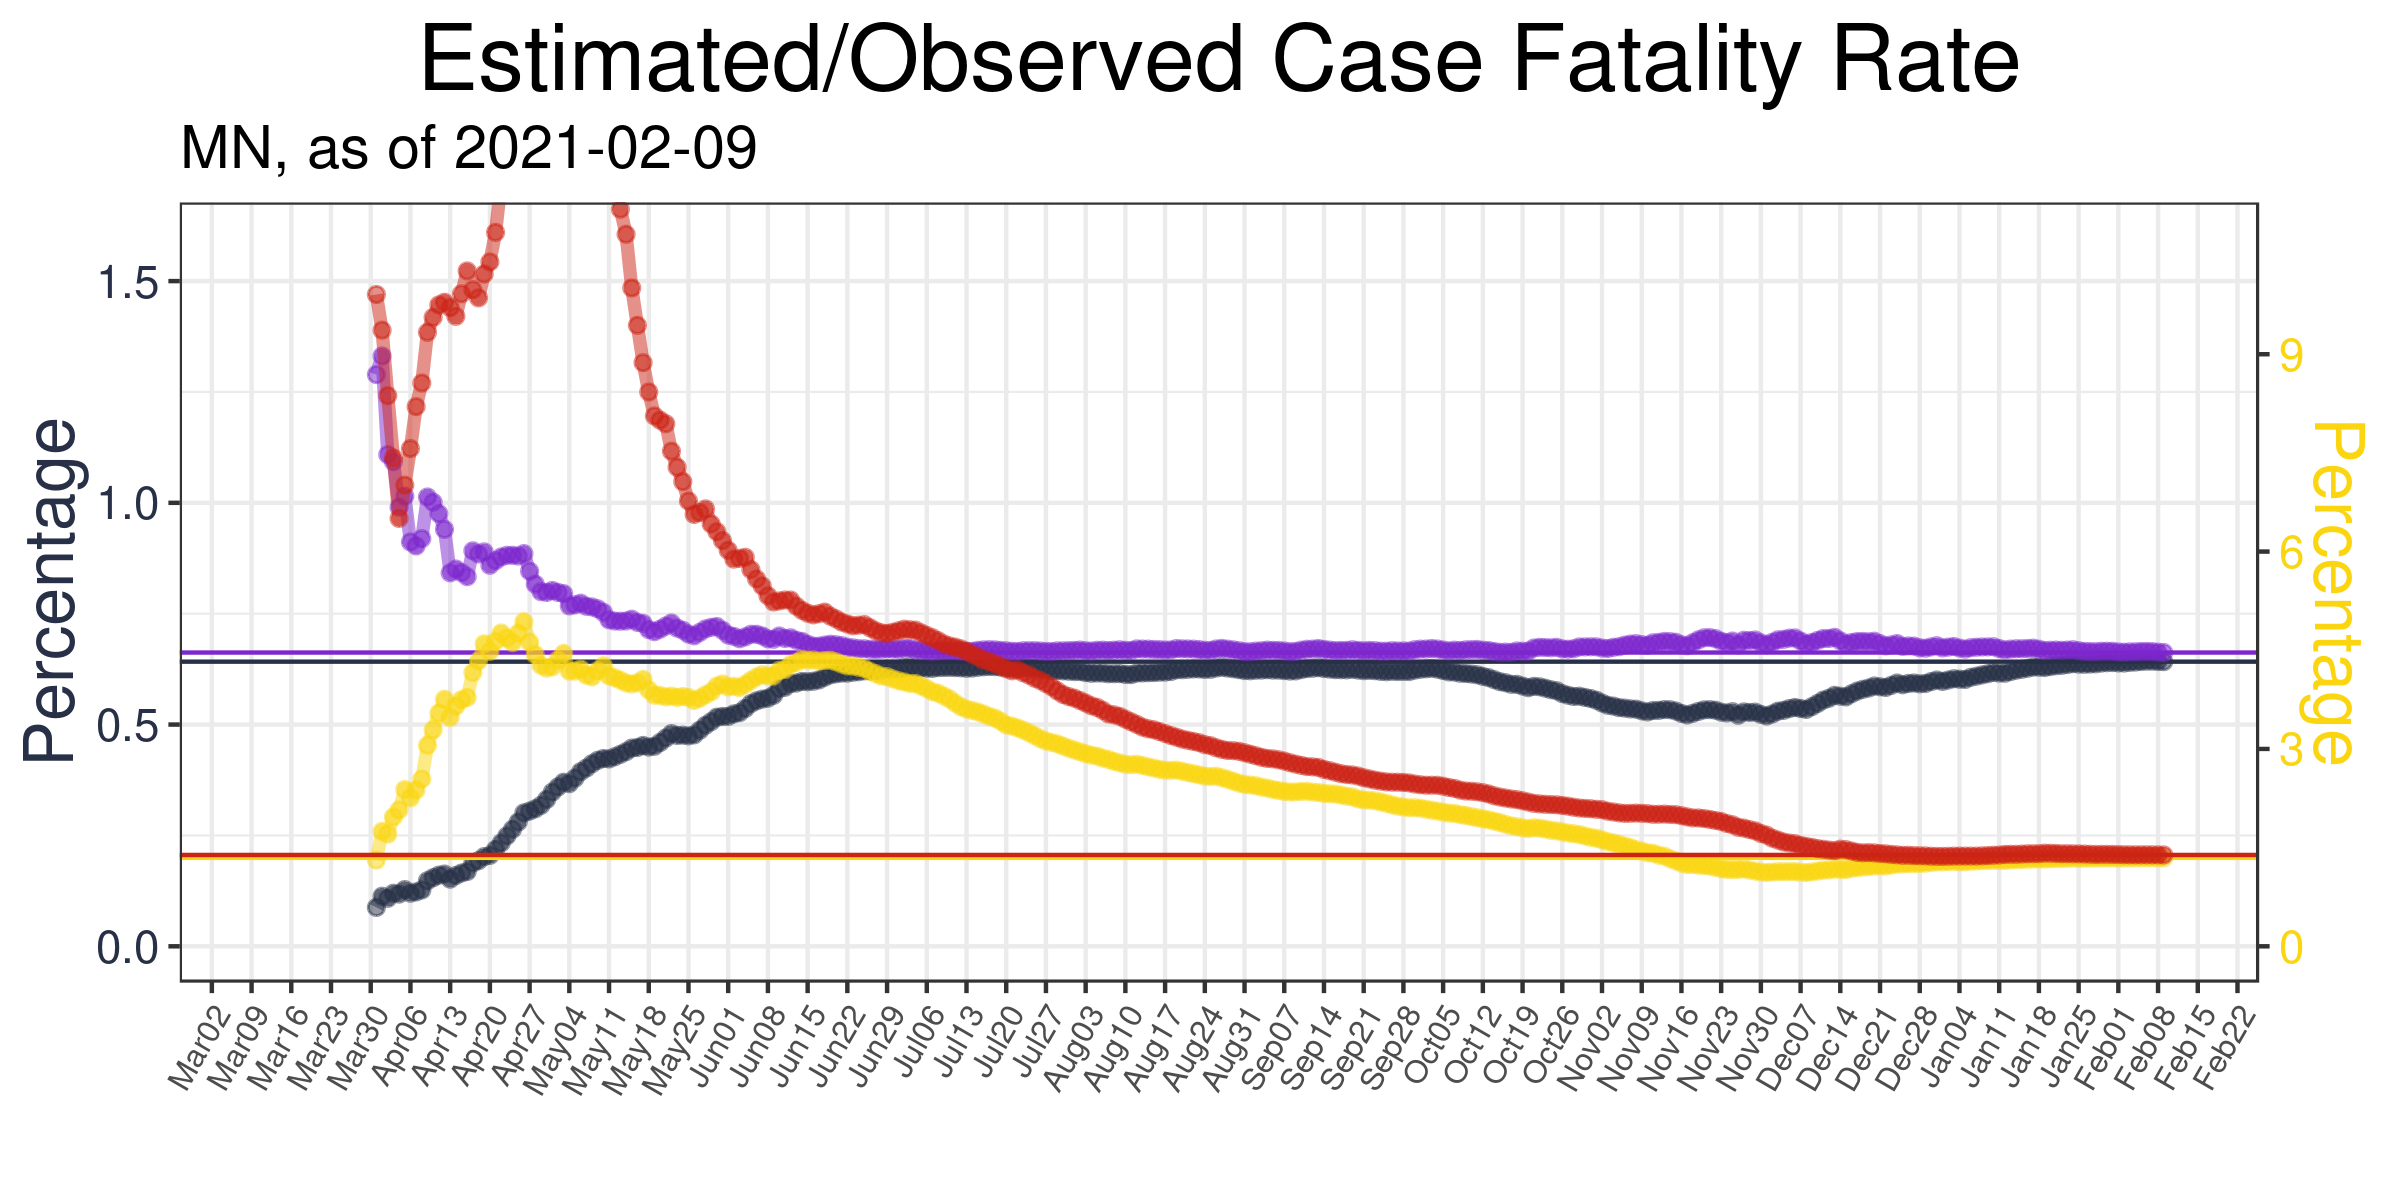 Estimated/Observed Case Fatality Rate
MN, as of 2021-02-09
Percentage
1.5
1.0
0.5
0.0
9
6
3
0
Percentage
Mar02
Mar09
Mar16
Mar23
Mar30
Apr06
Apr13
Apr20
Apr27
May04
May11
May18
May25
Jun01
Jun08
Jun15
Jun22
Jun29
Jul06
Jul13
Jul20
Jul27
Aug03
Aug10
Aug17
Aug24
Aug31
Sep07
Sep14
Sep21
Sep28
Oct05
Oct12
Oct19
Oct26
Nov02
Nov09
Nov16
Nov23
Nov30
Dec07
Dec14
Dec21
Dec28
Jan04
Jan11
Jan18
Jan25
Feb01
Feb08
Feb15
Feb22